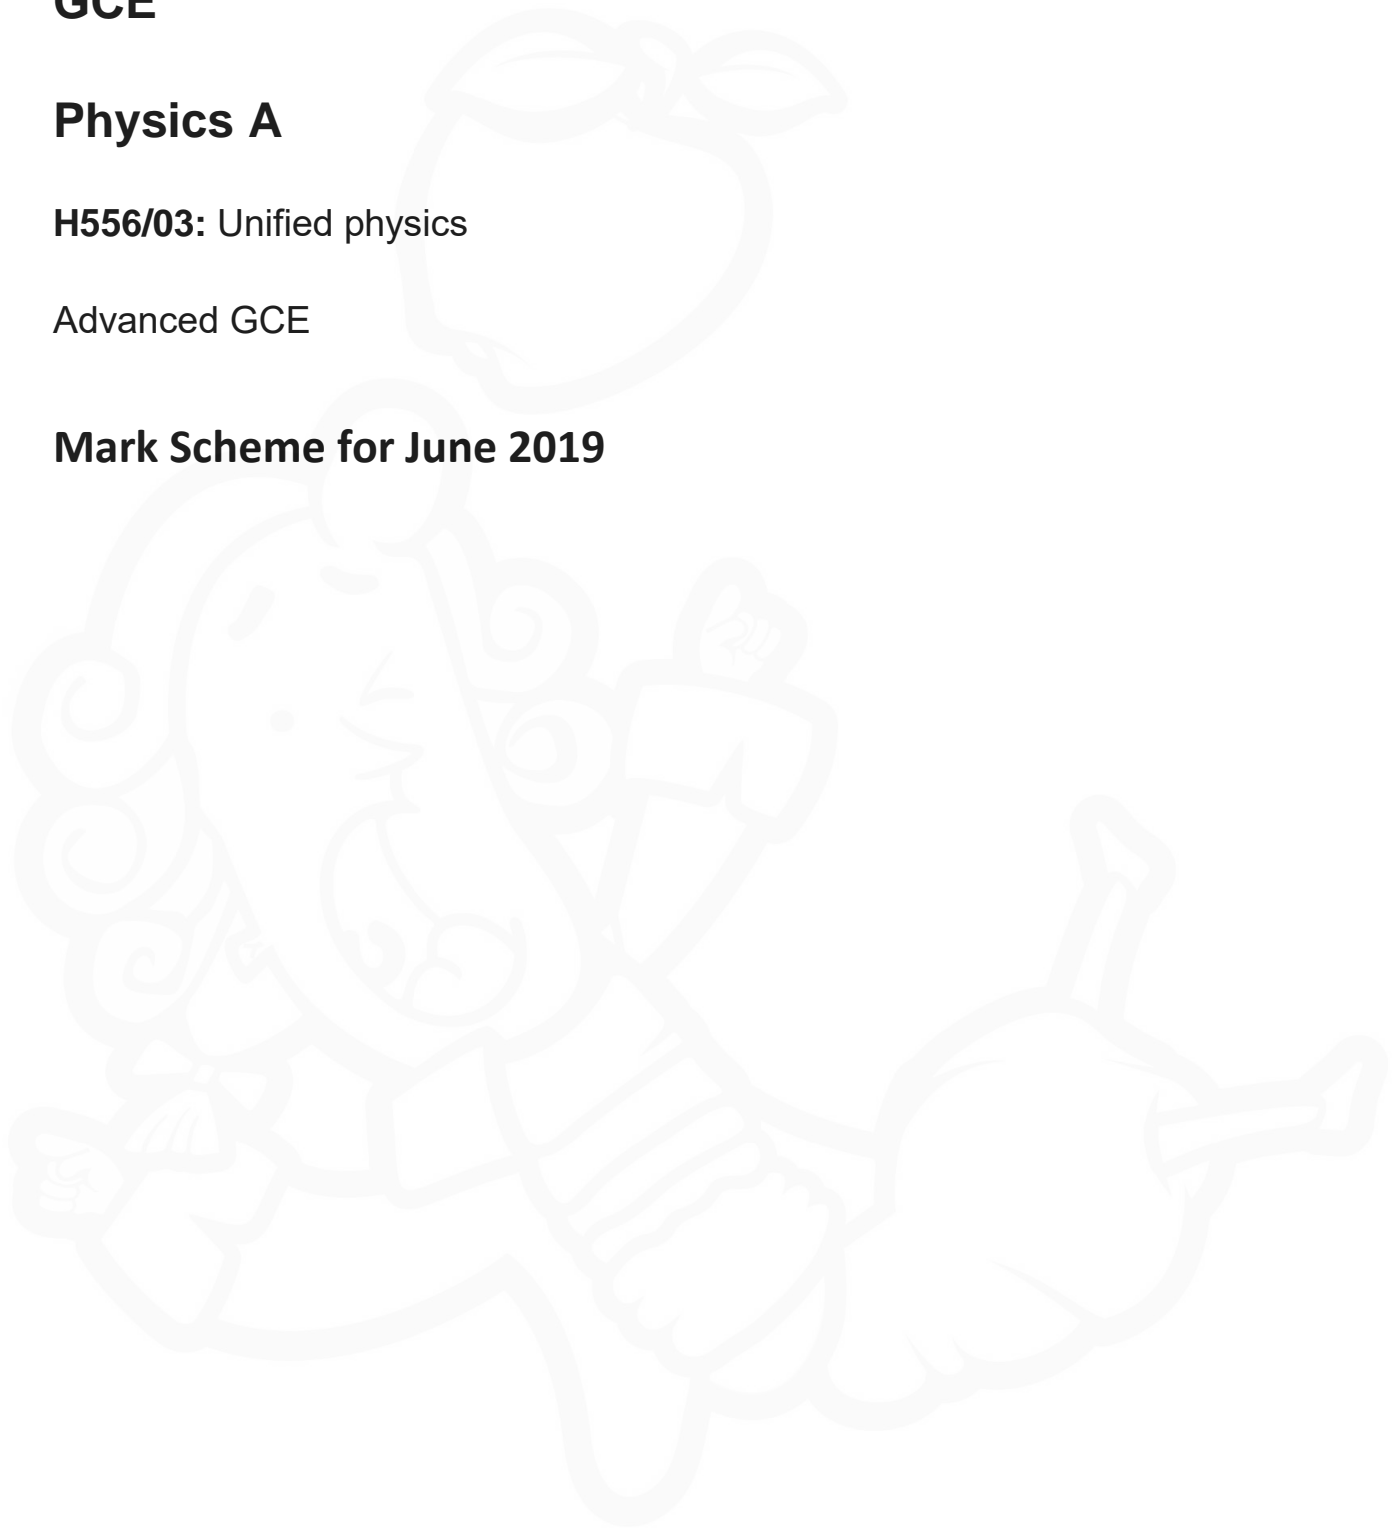 GCE
Physics A
H556/03: Unified physics
Advanced GCE
Mark Scheme for June 2019